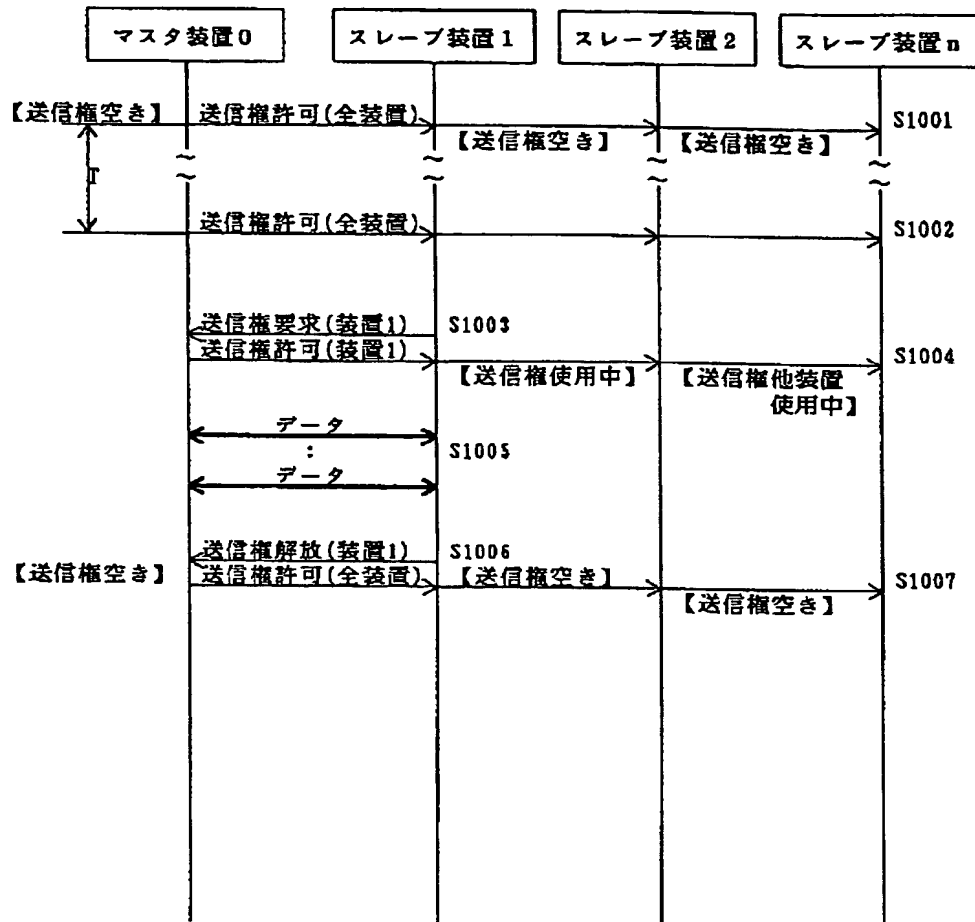 マスタ装置0
スレーブ装置1
スレーブ装置2
スレーブ装置n
【送信権空き】
送信権許可(全装置)
【送信権空き】
【送信権空き】
S1001
T
送信権許可(全装置)
S1002
送信権要求(装置1)
S1003
送信権許可(装置1)
【送信権使用中】
【送信権他装置
使用中】
S1004
データ
:
データ
S1005
送信権解放(装置1)
S1006
【送信権空き】
送信権許可(全装置)
【送信権空き】
【送信権空き】
S1007